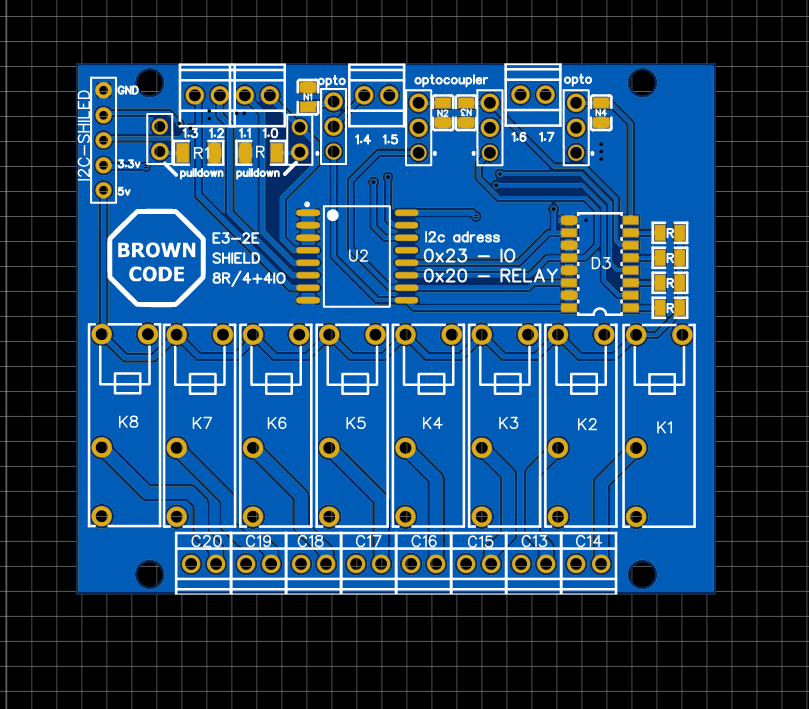 opto
optocoupler
opto
GND
N1
N2
N3
N4
I2C-SHILED
1.3
1.2
1.1
1.0
1.4
1.5
1.6
1.7
3.3v
R
R
pulldown
pulldown
5v
BROWN
CODE
E3-2E
SHIELD
8R/4+4IO
U2
I2c adress
0x23 - IO
0x20 - RELAY
D3
R
R
R
R
K8
K7
K6
K5
K4
K3
K2
K1
C20
C19
C18
C17
C16
C15
C13
C14